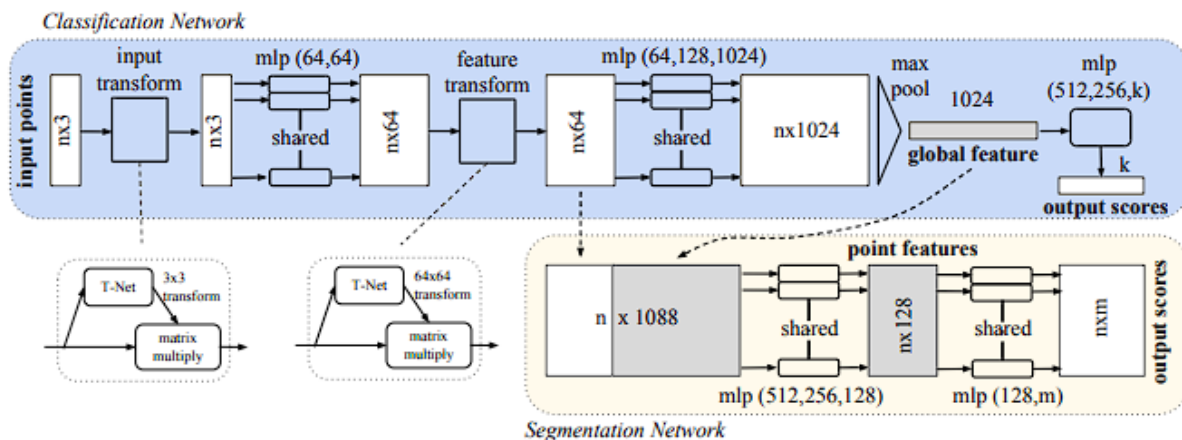 Classification Network
input points
nx3
input
transform
nx3
mlp (64,64)
shared
nx64
feature
transform
nx64
mlp (64,128,1024)
shared
nx1024
max
pool
1024
global feature
mlp
(512,256,k)
k
output scores
T-Net
3x3
transform
matrix
multiply
T-Net
64x64
transform
matrix
multiply
point features
n x 1088
shared
mlp (512,256,128)
nx128
shared
mlp (128,m)
nxm
output scores
Segmentation Network